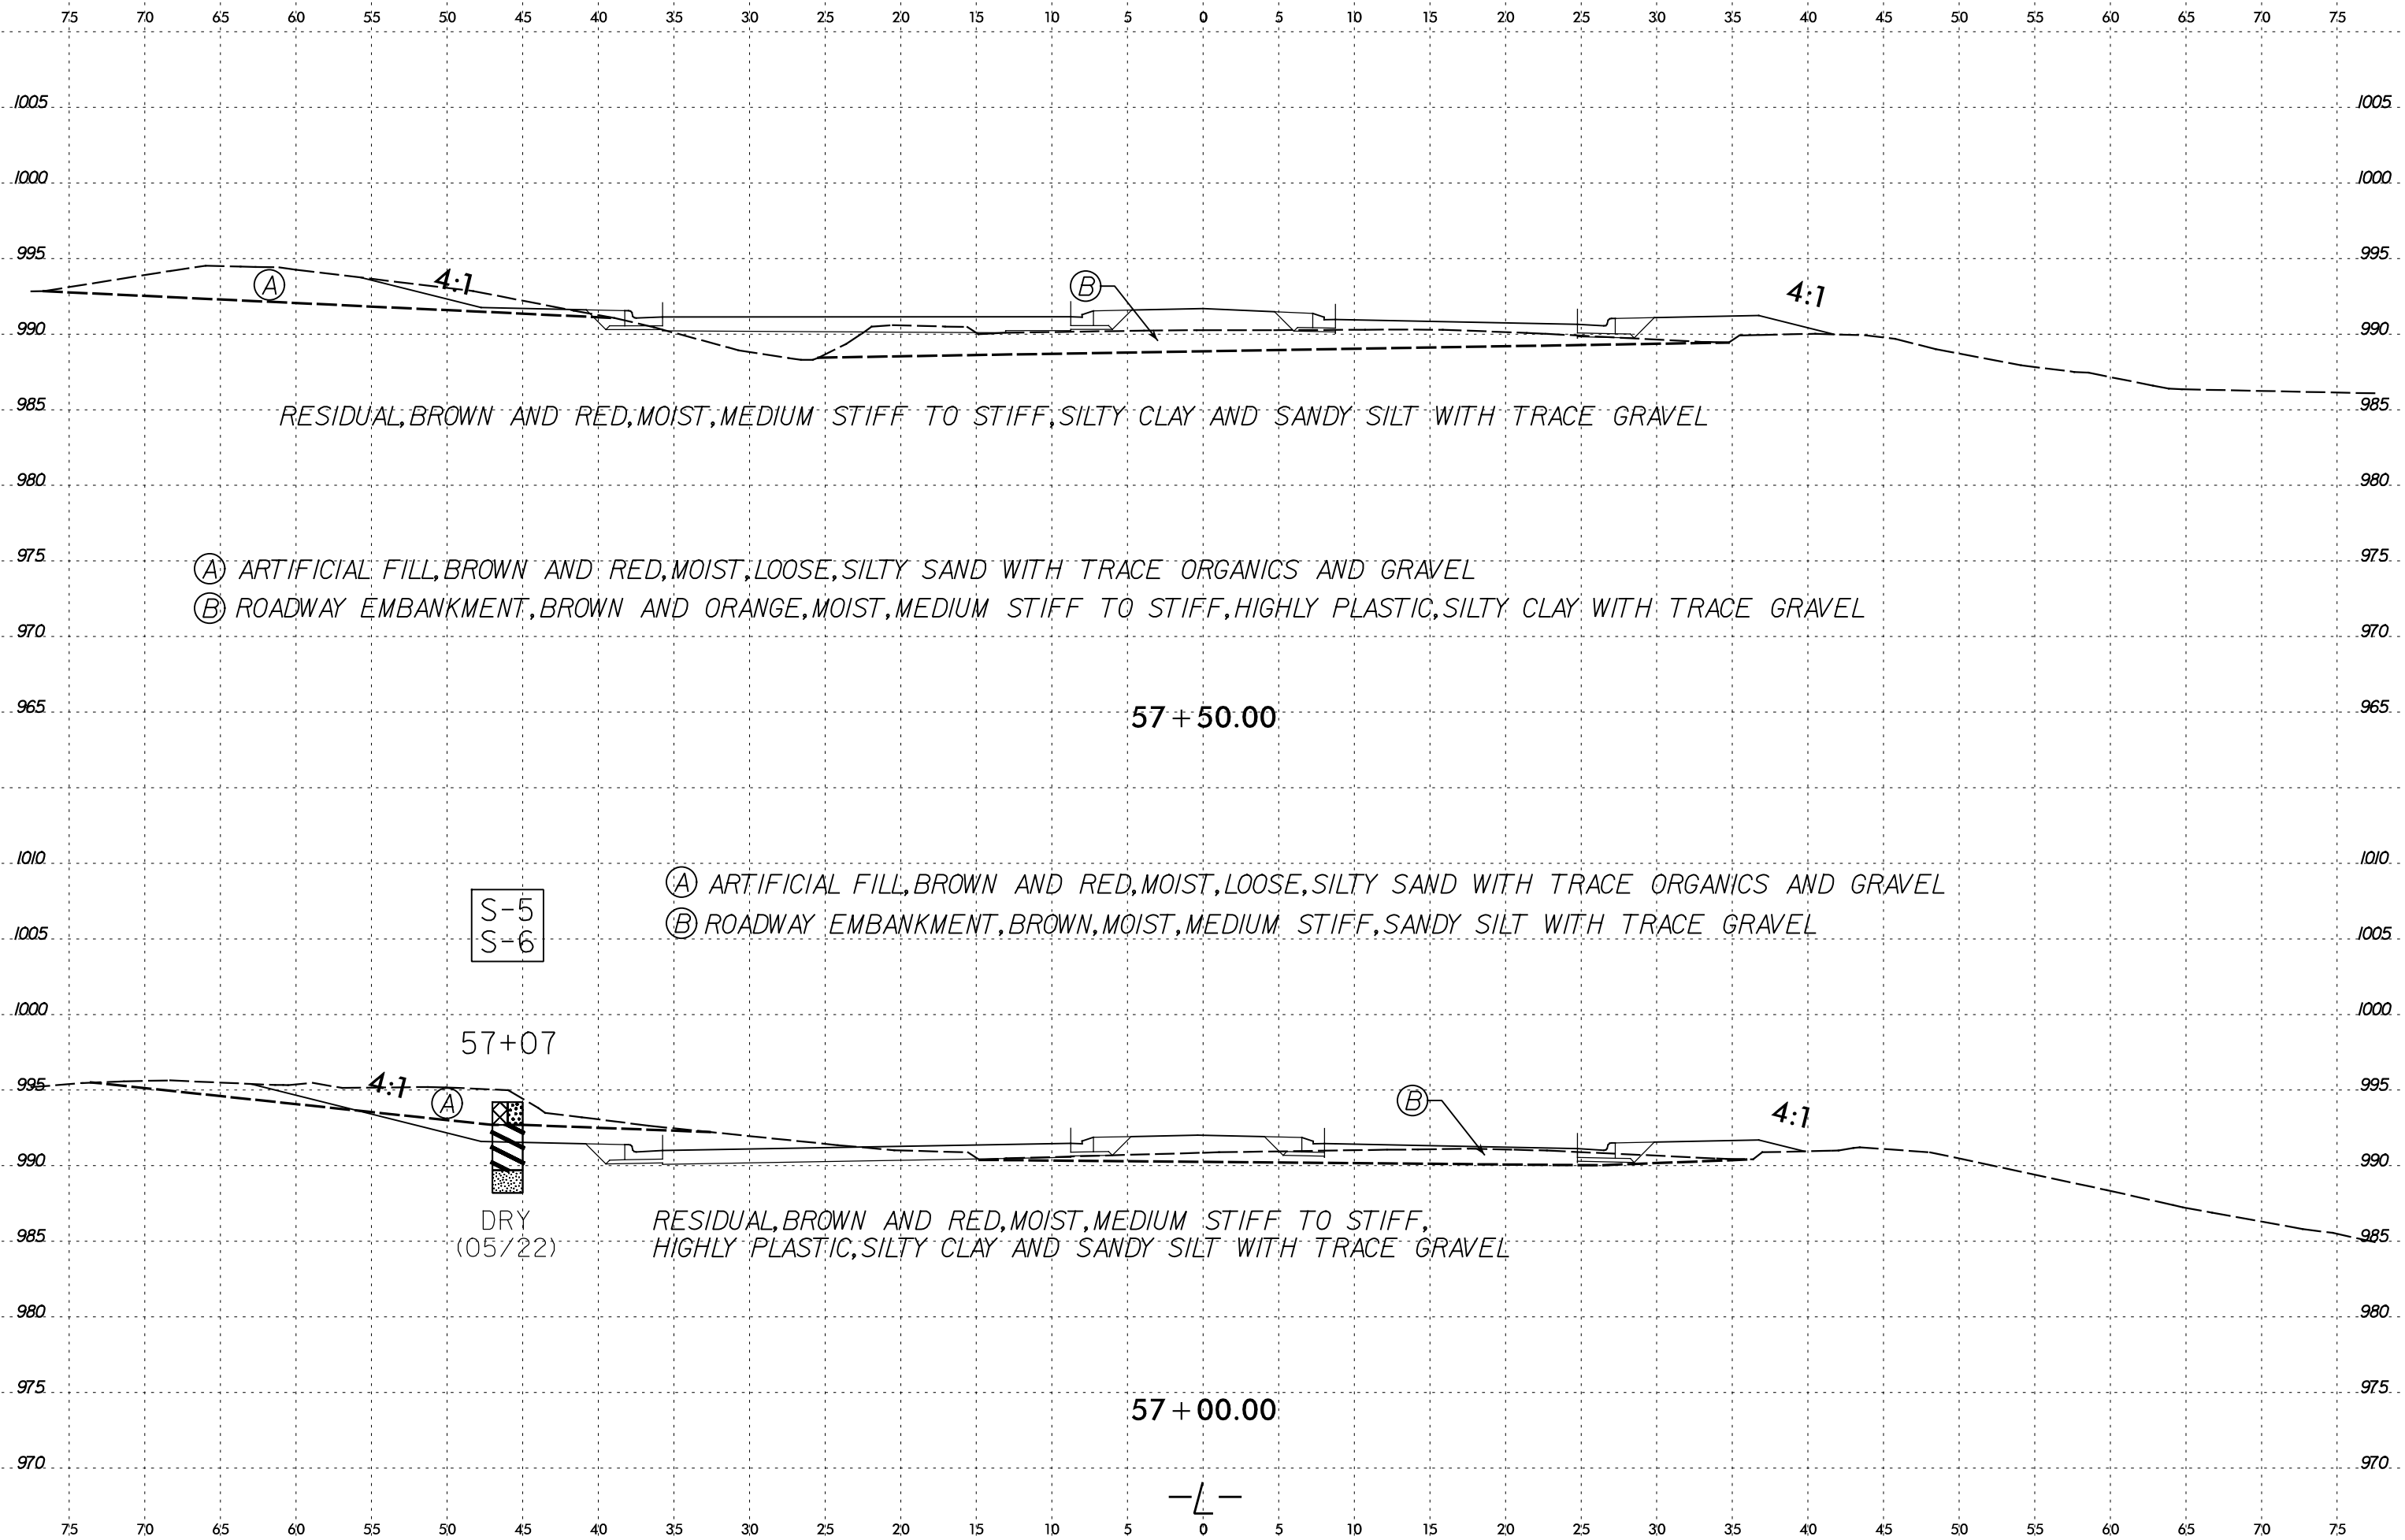 75 70 65 60 55 50 45 40 35 30 25 20 15 10 5 0 5 10 15 20 25 30 35 40 45 50 55 60 65 70 75
1005 1005
1000 1000
995 995
4:1 4:1
A B
990 990
985 985
RESIDUAL, BROWN AND RED, MOIST, MEDIUM STIFF TO STIFF, SILTY CLAY AND SANDY SILT WITH TRACE GRAVEL
980 980
975 975
A ARTIFICIAL FILL, BROWN AND RED, MOIST, LOOSE, SILTY SAND WITH TRACE ORGANICS AND GRAVEL
B ROADWAY EMBANKMENT, BROWN AND ORANGE, MOIST, MEDIUM STIFF TO STIFF, HIGHLY PLASTIC, SILTY CLAY WITH TRACE GRAVEL
970 970
965 965
57+50.00
1010 1010
A ARTIFICIAL FILL, BROWN AND RED, MOIST, LOOSE, SILTY SAND WITH TRACE ORGANICS AND GRAVEL
S-5
B ROADWAY EMBANKMENT, BROWN, MOIST, MEDIUM STIFF, SANDY SILT WITH TRACE GRAVEL
S-6
1005 1005
1000 1000
57+07
995 995
4:1 A B 4:1
990 990
DRY
(05/22)
RESIDUAL, BROWN AND RED, MOIST, MEDIUM STIFF TO STIFF,
HIGHLY PLASTIC, SILTY CLAY AND SANDY SILT WITH TRACE GRAVEL
985 985
980 980
975 975
57+00.00
970 970
-L-
75 70 65 60 55 50 45 40 35 30 25 20 15 10 5 0 5 10 15 20 25 30 35 40 45 50 55 60 65 70 75